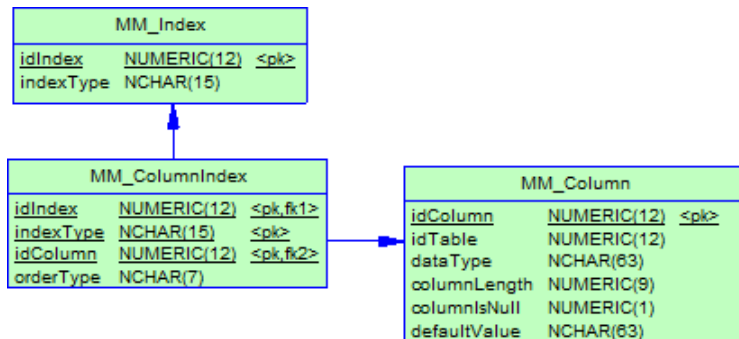 MM_Index
idIndex NUMERIC(12) <pk>
indexType NCHAR(15)
MM_ColumnIndex
idIndex NUMERIC(12) <pk,fk1>
indexType NCHAR(15) <pk>
idColumn NUMERIC(12) <pk,fk2>
orderType NCHAR(7)
MM_Column
idColumn NUMERIC(12) <pk>
idTable NUMERIC(12)
dataType NCHAR(63)
columnLength NUMERIC(9)
columnIsNull NUMERIC(1)
defaultValue NCHAR(63)